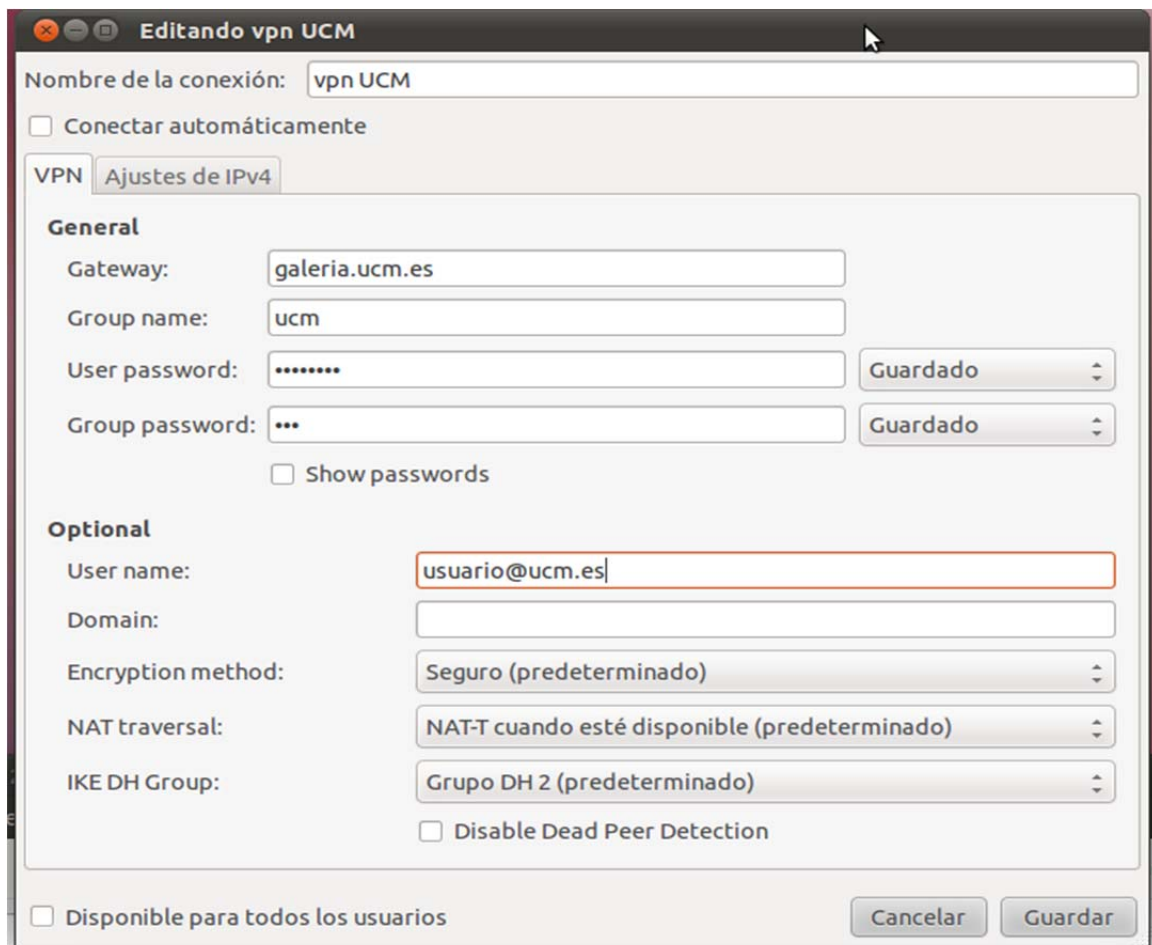 Editando vpn UCM
Nombre de la conexión: vpn UCM
Conectar automáticamente
VPN Ajustes de IPv4
General
Gateway: galeria.ucm.es
Group name: ucm
User password: •••••••• Guardado
Group password: ••• Guardado
Show passwords
Optional
User name: usuario@ucm.es
Domain:
Encryption method: Seguro (predeterminado)
NAT traversal: NAT-T cuando esté disponible (predeterminado)
IKE DH Group: Grupo DH 2 (predeterminado)
Disable Dead Peer Detection
Disponible para todos los usuarios Cancelar Guardar